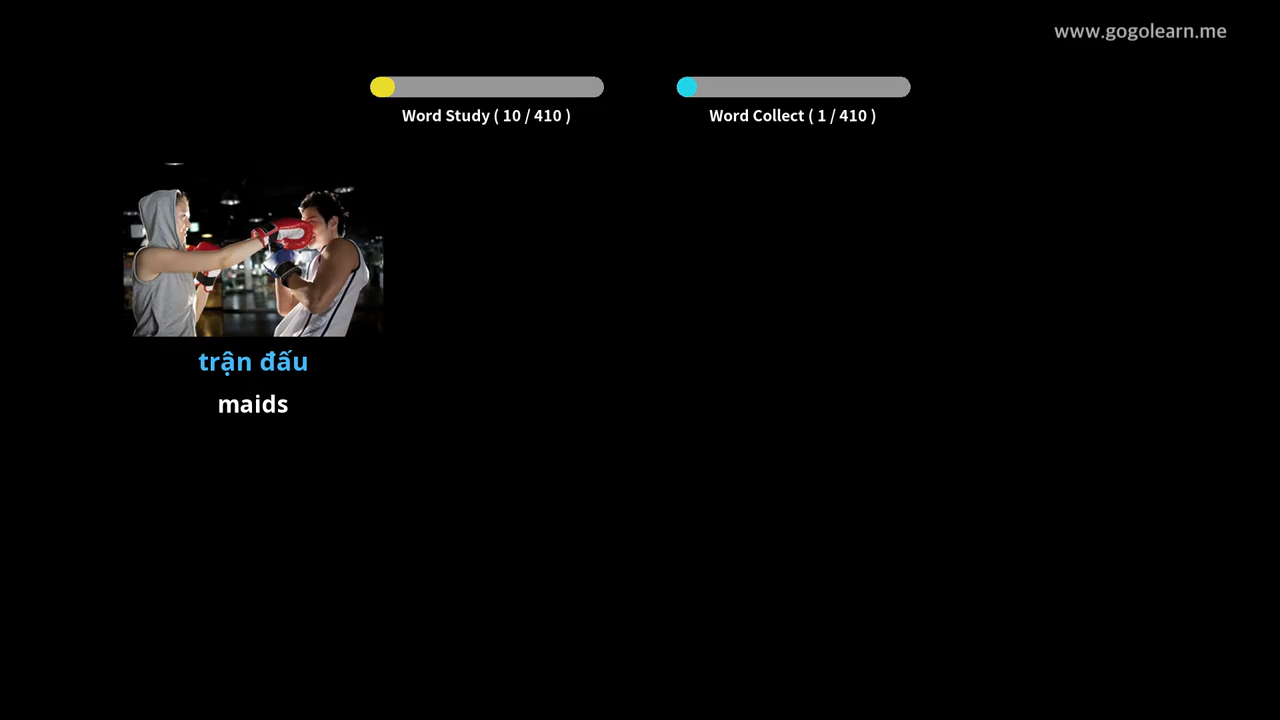 www.gogolearn.me
Word Study ( 10 / 410 )
Word Collect ( 1 / 410 )
trận đấu
maids